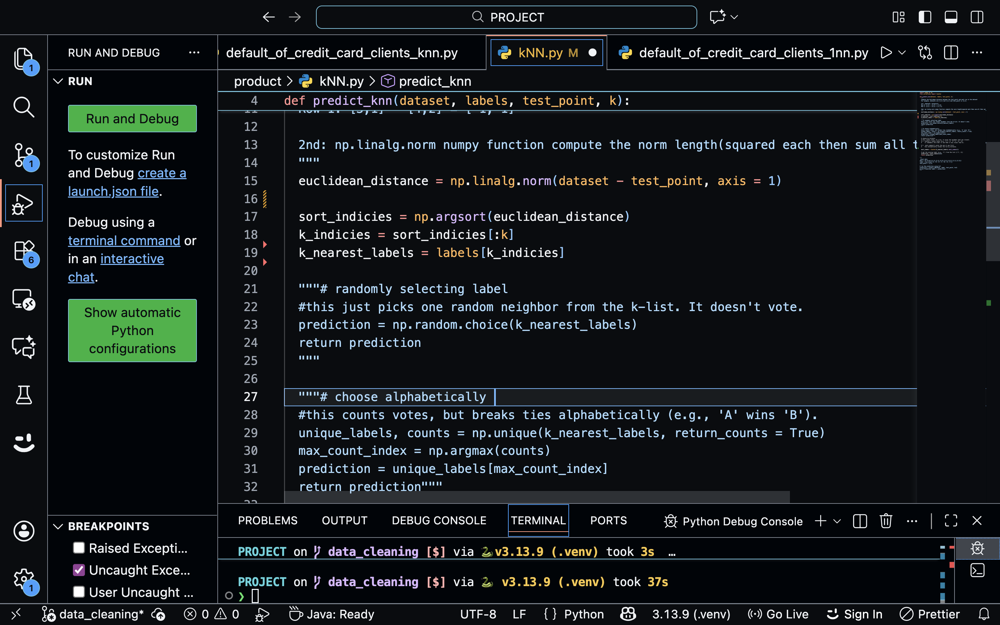 PROJECT
RUN AND DEBUG
default_of_credit_card_clients_knn.py
kNN.py M
default_of_credit_card_clients_1nn.py
1
RUN
product > kNN.py > predict_knn
4 def predict_knn(dataset, labels, test_point, k):
12
13 2nd: np.linalg.norm numpy function compute the norm length(squared each then sum all t
14 """
15 euclidean_distance = np.linalg.norm(dataset - test_point, axis = 1)
16
17 sort_indicies = np.argsort(euclidean_distance)
18 k_indicies = sort_indicies[:k]
19 k_nearest_labels = labels[k_indicies]
20
21 """# randomly selecting label
22 #this just picks one random neighbor from the k-list. It doesn't vote.
23 prediction = np.random.choice(k_nearest_labels)
24 return prediction
25 """
26
27 """# choose alphabetically
28 #this counts votes, but breaks ties alphabetically (e.g., 'A' wins 'B').
29 unique_labels, counts = np.unique(k_nearest_labels, return_counts = True)
30 max_count_index = np.argmax(counts)
31 prediction = unique_labels[max_count_index]
32 return prediction"""
Run and Debug
To customize Run
and Debug create a
launch.json file.
1
Debug using a
terminal command or
in an interactive
chat.
6
Show automatic
Python
configurations
BREAKPOINTS
Raised Excepti...
Uncaught Exce...
User Uncaught ...
1
PROBLEMS
OUTPUT
DEBUG CONSOLE
TERMINAL
PORTS
Python Debug Console
PROJECT on data_cleaning [$] via v3.13.9 (.venv) took 3s …
PROJECT on data_cleaning [$] via v3.13.9 (.venv) took 37s
❯
data_cleaning*
0
0
Java: Ready
UTF-8
LF
{ } Python
3.13.9 (.venv)
Go Live
Sign In
Prettier